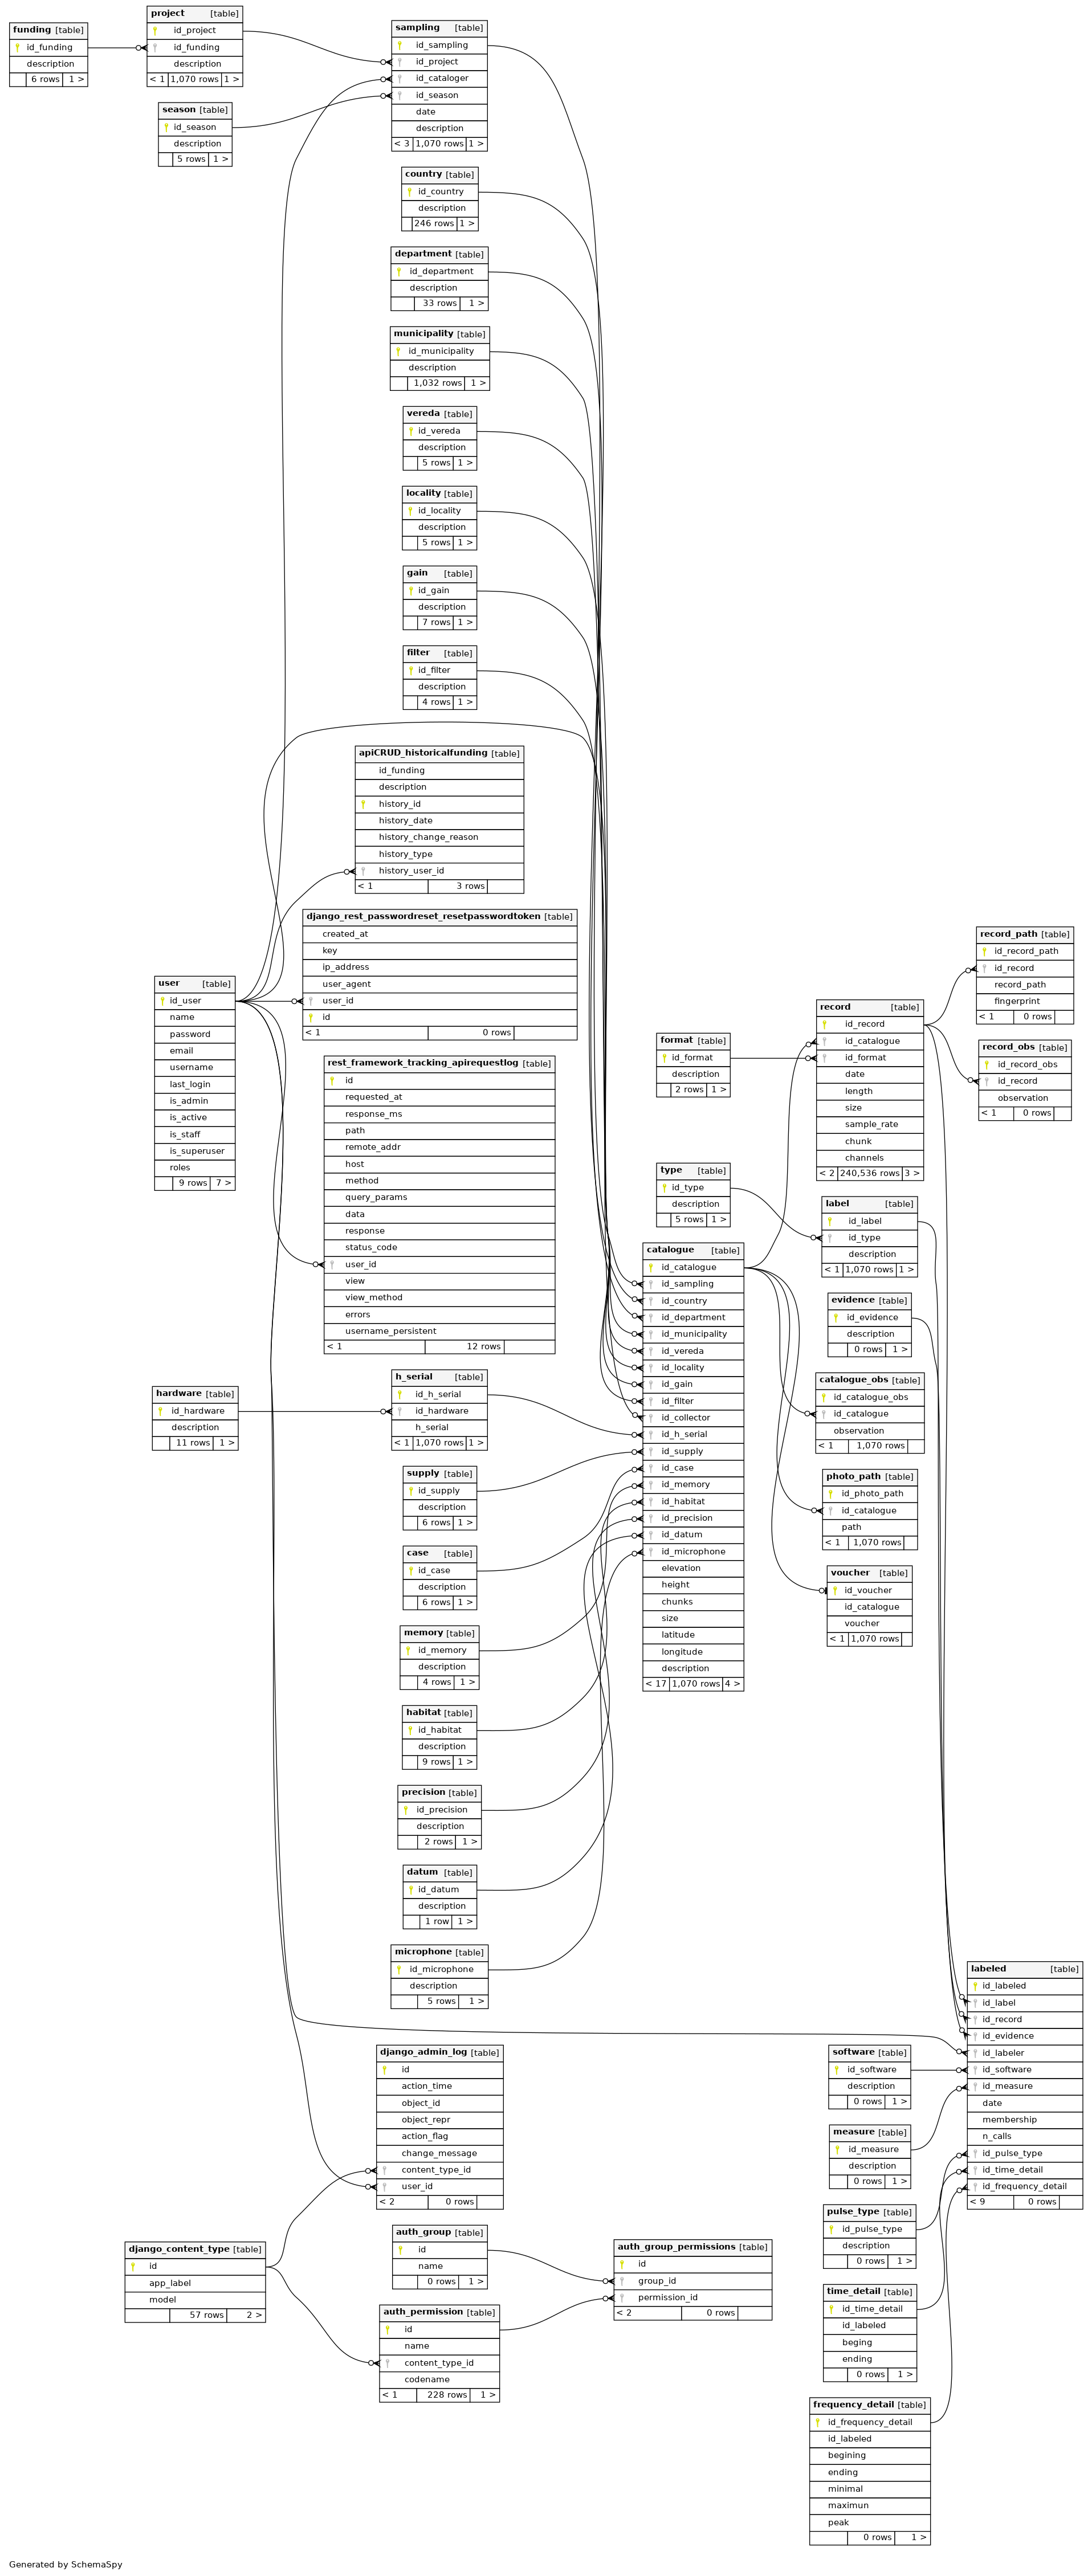 funding [table]
id_funding
description
6 rows 1 >
project [table]
id_project
id_funding
description
< 1 1,070 rows 1 >
season [table]
id_season
description
5 rows 1 >
sampling [table]
id_sampling
id_project
id_cataloger
id_season
date
description
< 3 1,070 rows 1 >
country [table]
id_country
description
246 rows 1 >
department [table]
id_department
description
33 rows 1 >
municipality [table]
id_municipality
description
1,032 rows 1 >
vereda [table]
id_vereda
description
5 rows 1 >
locality [table]
id_locality
description
5 rows 1 >
gain [table]
id_gain
description
7 rows 1 >
filter [table]
id_filter
description
4 rows 1 >
apiCRUD_historicalfunding [table]
id_funding
description
history_id
history_date
history_change_reason
history_type
history_user_id
< 1 3 rows
django_rest_passwordreset_resetpasswordtoken [table]
created_at
key
ip_address
user_agent
user_id
id
< 1 0 rows
user [table]
id_user
name
password
email
username
last_login
is_admin
is_active
is_staff
is_superuser
roles
9 rows 7 >
rest_framework_tracking_apirequestlog [table]
id
requested_at
response_ms
path
remote_addr
host
method
query_params
data
response
status_code
user_id
view
view_method
errors
username_persistent
< 1 12 rows
hardware [table]
id_hardware
description
11 rows 1 >
h_serial [table]
id_h_serial
id_hardware
h_serial
< 1 1,070 rows 1 >
supply [table]
id_supply
description
6 rows 1 >
case [table]
id_case
description
6 rows 1 >
memory [table]
id_memory
description
4 rows 1 >
habitat [table]
id_habitat
description
9 rows 1 >
precision [table]
id_precision
description
2 rows 1 >
datum [table]
id_datum
description
1 row 1 >
microphone [table]
id_microphone
description
5 rows 1 >
format [table]
id_format
description
2 rows 1 >
type [table]
id_type
description
5 rows 1 >
catalogue [table]
id_catalogue
id_sampling
id_country
id_department
id_municipality
id_vereda
id_locality
id_gain
id_filter
id_collector
id_h_serial
id_supply
id_case
id_memory
id_habitat
id_precision
id_datum
id_microphone
elevation
height
chunks
size
latitude
longitude
description
< 17 1,070 rows 4 >
record [table]
id_record
id_catalogue
id_format
date
length
size
sample_rate
chunk
channels
< 2 240,536 rows 3 >
record_path [table]
id_record_path
id_record
record_path
fingerprint
< 1 0 rows
record_obs [table]
id_record_obs
id_record
observation
< 1 0 rows
label [table]
id_label
id_type
description
< 1 1,070 rows 1 >
evidence [table]
id_evidence
description
0 rows 1 >
catalogue_obs [table]
id_catalogue_obs
id_catalogue
observation
< 1 1,070 rows
photo_path [table]
id_photo_path
id_catalogue
path
< 1 1,070 rows
voucher [table]
id_voucher
id_catalogue
voucher
< 1 1,070 rows
labeled [table]
id_labeled
id_label
id_record
id_evidence
id_labeler
id_software
id_measure
date
membership
n_calls
id_pulse_type
id_time_detail
id_frequency_detail
< 9 0 rows
software [table]
id_software
description
0 rows 1 >
measure [table]
id_measure
description
0 rows 1 >
pulse_type [table]
id_pulse_type
description
0 rows 1 >
time_detail [table]
id_time_detail
id_labeled
beging
ending
0 rows 1 >
frequency_detail [table]
id_frequency_detail
id_labeled
begining
ending
minimal
maximun
peak
0 rows 1 >
django_admin_log [table]
id
action_time
object_id
object_repr
action_flag
change_message
content_type_id
user_id
< 2 0 rows
django_content_type [table]
id
app_label
model
57 rows 2 >
auth_group [table]
id
name
0 rows 1 >
auth_permission [table]
id
name
content_type_id
codename
< 1 228 rows 1 >
auth_group_permissions [table]
id
group_id
permission_id
< 2 0 rows
Generated by SchemaSpy